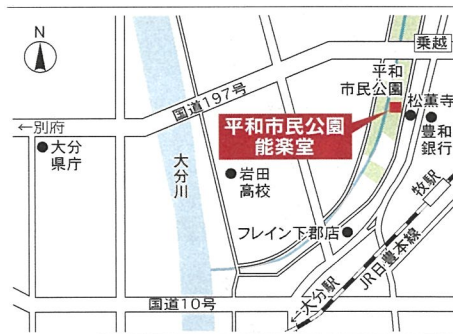 N
乗越
平和
市民公園
国道197号
松薫寺
←別府
平和市民公園
能楽堂
豊和
銀行
大分
県庁
大分川
岩田
高校
牧駅
フレイン下郡店
JR日豊本線
←大分駅
国道10号